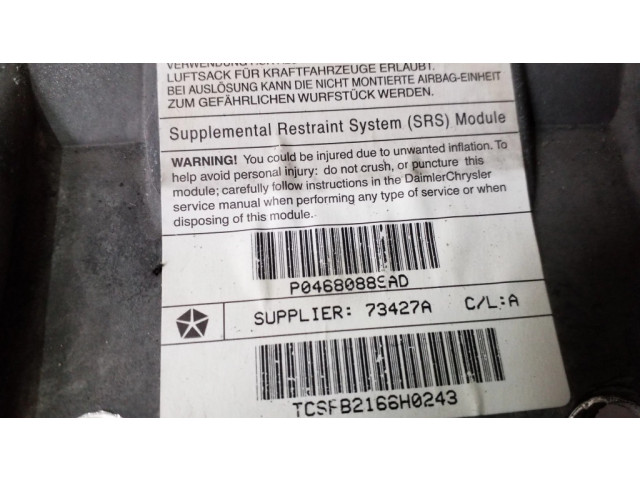 LUFTSACK FÜR KRAFTFAHRZEUGE ERLAUBT.
BEI AUSLÖSUNG KANN DIE NICHT MONTIERTE AIRBAG-EINHEIT
ZUM GEFÄHRLICHEN WURFSTÜCK WERDEN.
Supplemental Restraint System (SRS) Module
WARNING! You could be injured due to unwanted inflation. To
help avoid personal injury: do not crush, or puncture this
module; carefully follow instructions in the DaimlerChrysler
service manual when performing any type of service or when
disposing of this module.
P04680889AD
SUPPLIER: 73427A C/L:A
TCSFB2166H0243